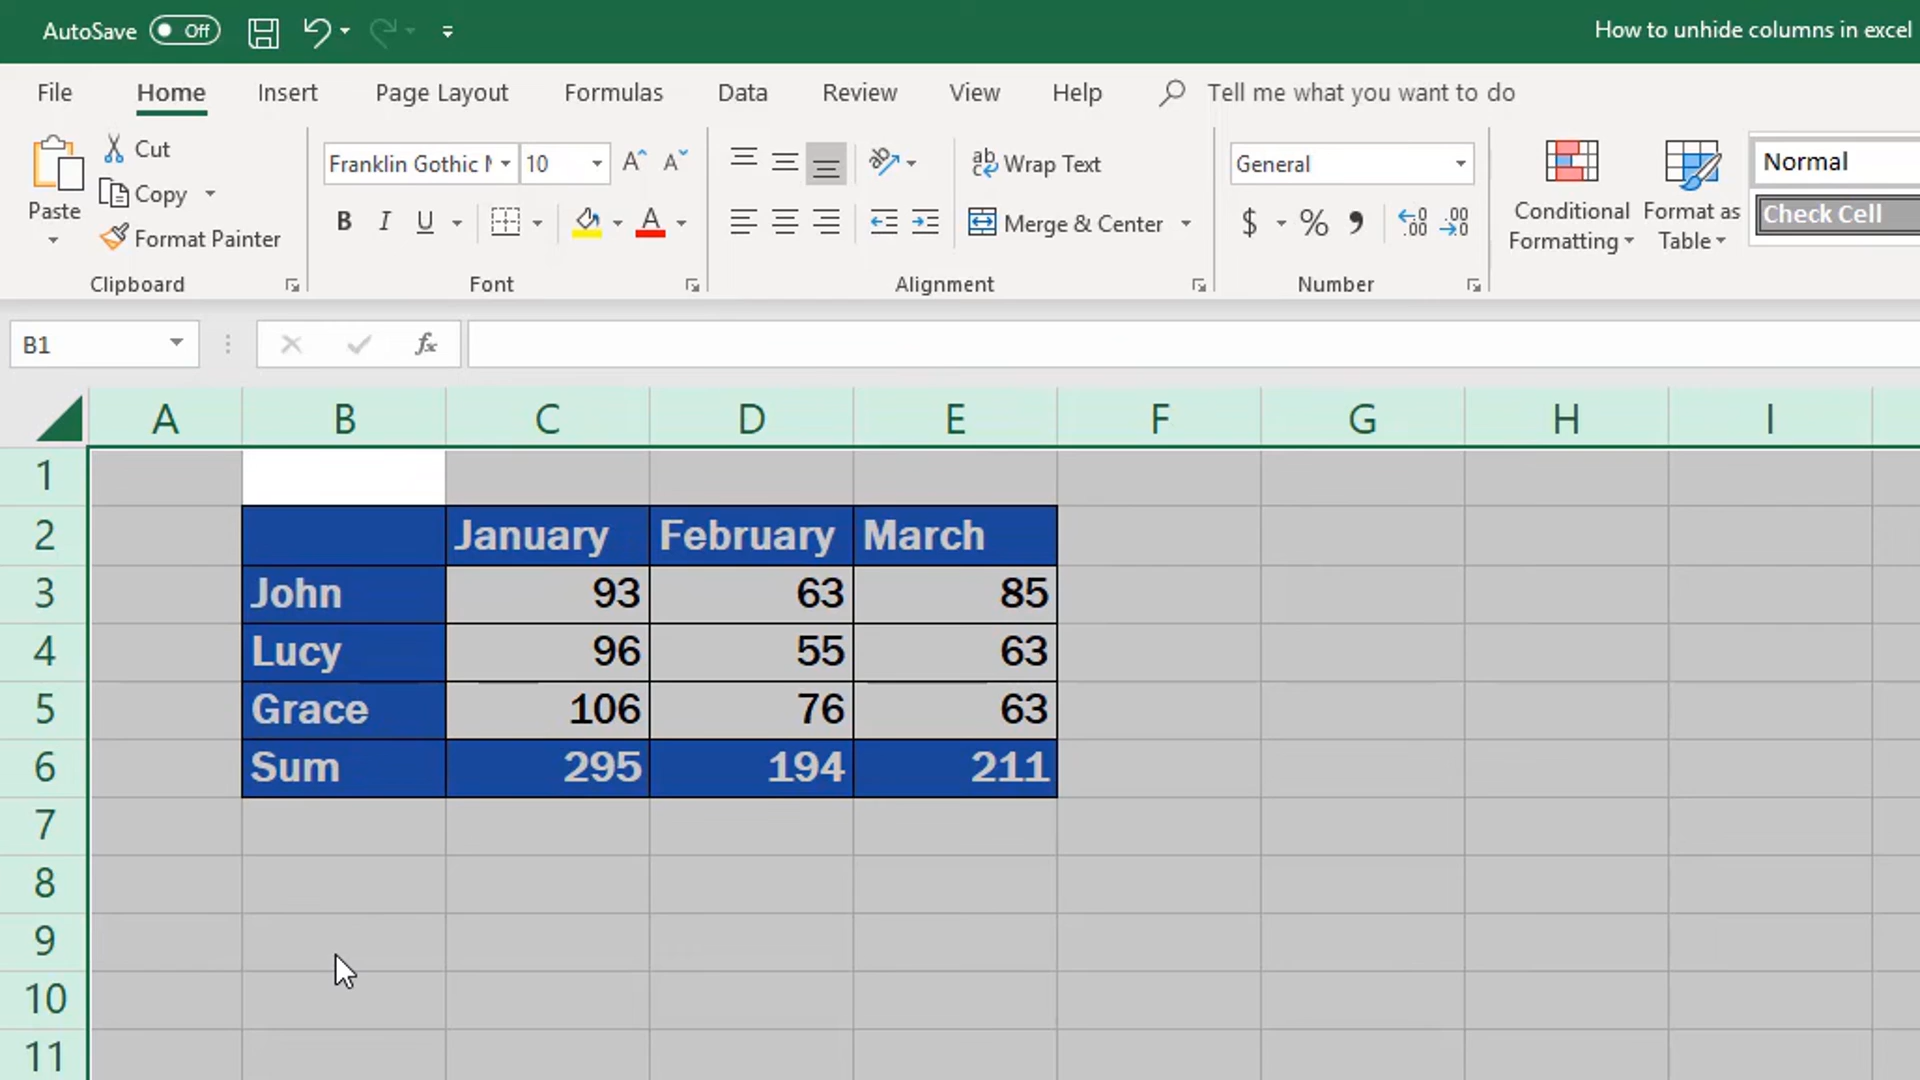 AutoSave Off How to unhide columns in excel
File Home Insert Page Layout Formulas Data Review View Help Tell me what you want to do
Paste
Cut
Copy
Format Painter
Clipboard
Franklin Gothic 10
B I U A
Font
Wrap Text
Merge & Center
Alignment
General
$ % , .00
Number
Conditional Formatting
Format as Table
Normal
Check Cell
B1 fx
A B C D E F G H I
1
2 January February March
3 John 93 63 85
4 Lucy 96 55 63
5 Grace 106 76 63
6 Sum 295 194 211
7
8
9
10
11